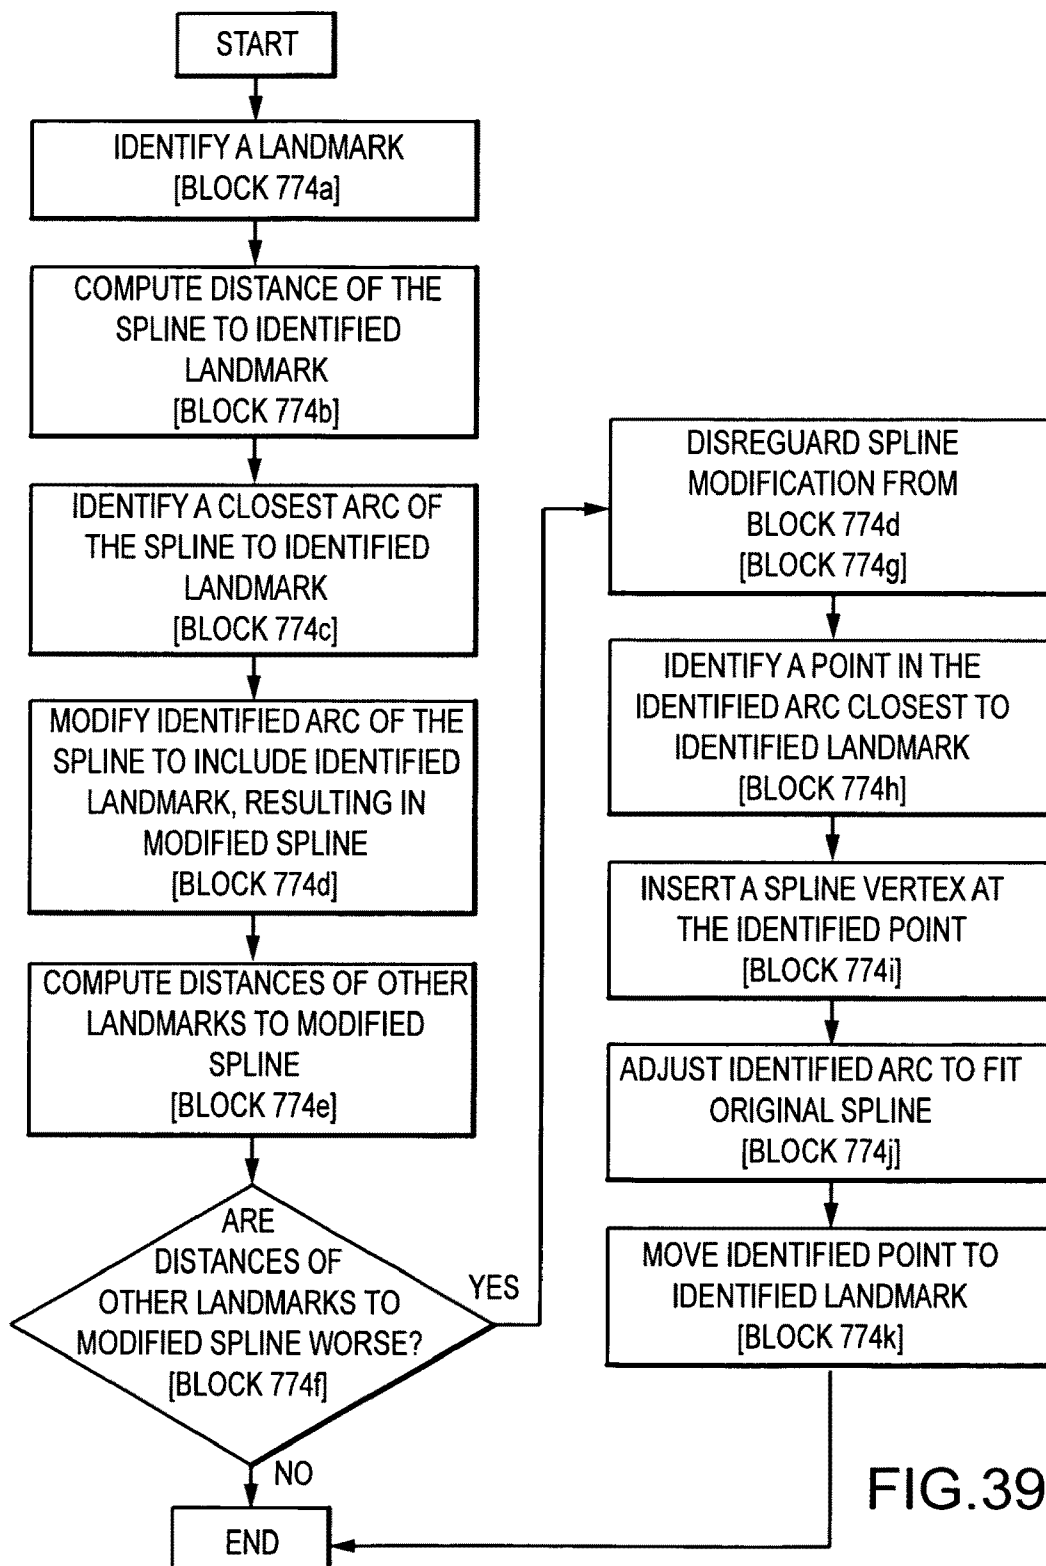 START
IDENTIFY A LANDMARK
[BLOCK 774a]
COMPUTE DISTANCE OF THE
SPLINE TO IDENTIFIED
LANDMARK
[BLOCK 774b]
IDENTIFY A CLOSEST ARC OF
THE SPLINE TO IDENTIFIED
LANDMARK
[BLOCK 774c]
MODIFY IDENTIFIED ARC OF THE
SPLINE TO INCLUDE IDENTIFIED
LANDMARK, RESULTING IN
MODIFIED SPLINE
[BLOCK 774d]
COMPUTE DISTANCES OF OTHER
LANDMARKS TO MODIFIED
SPLINE
[BLOCK 774e]
ARE
DISTANCES OF
OTHER LANDMARKS TO
MODIFIED SPLINE WORSE?
[BLOCK 774f]
YES
NO
END
DISREGUARD SPLINE
MODIFICATION FROM
BLOCK 774d
[BLOCK 774g]
IDENTIFY A POINT IN THE
IDENTIFIED ARC CLOSEST TO
IDENTIFIED LANDMARK
[BLOCK 774h]
INSERT A SPLINE VERTEX AT
THE IDENTIFIED POINT
[BLOCK 774i]
ADJUST IDENTIFIED ARC TO FIT
ORIGINAL SPLINE
[BLOCK 774j]
MOVE IDENTIFIED POINT TO
IDENTIFIED LANDMARK
[BLOCK 774k]
FIG.39